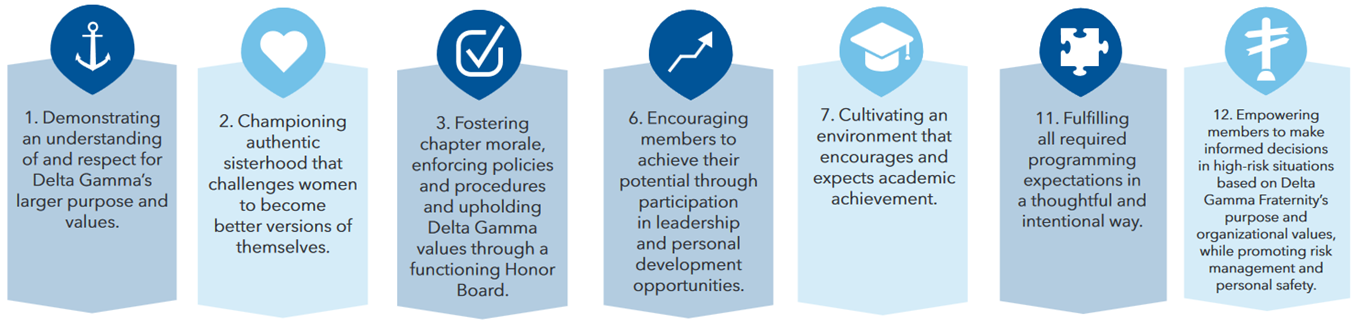 1. Demonstrating
an understanding
of and respect for
Delta Gamma's
larger purpose and
values.
2. Championing
authentic
sisterhood that
challenges women
to become
better versions of
themselves.
3. Fostering
chapter morale,
enforcing policies
and procedures
and upholding
Delta Gamma
values through a
functioning Honor
Board.
6. Encouraging
members to
achieve their
potential through
participation
in leadership
and personal
development
opportunities.
7. Cultivating an
environment that
encourages and
expects academic
achievement.
11. Fulfilling
all required
programming
expectations in
a thoughtful and
intentional way.
12. Empowering
members to make
informed decisions
in high-risk situations
based on Delta
Gamma Fraternity's
purpose and
organizational values,
while promoting risk
management and
personal safety.